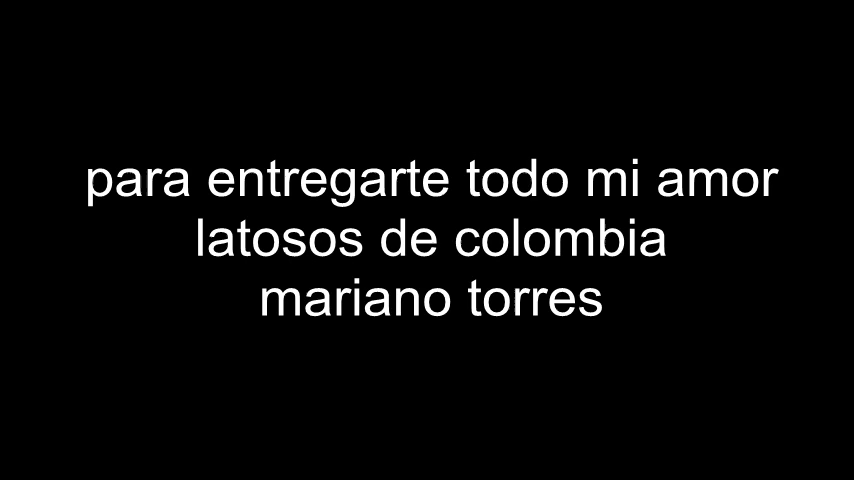 para entregarte todo mi amor
latosos de colombia
mariano torres